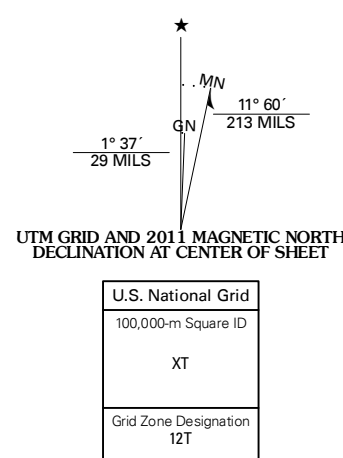 ★
MN
GN
11° 60´
213 MILS
1° 37´
29 MILS
UTM GRID AND 2011 MAGNETIC NORTH
DECLINATION AT CENTER OF SHEET
U.S. National Grid
100,000-m Square ID
XT
Grid Zone Designation
12T